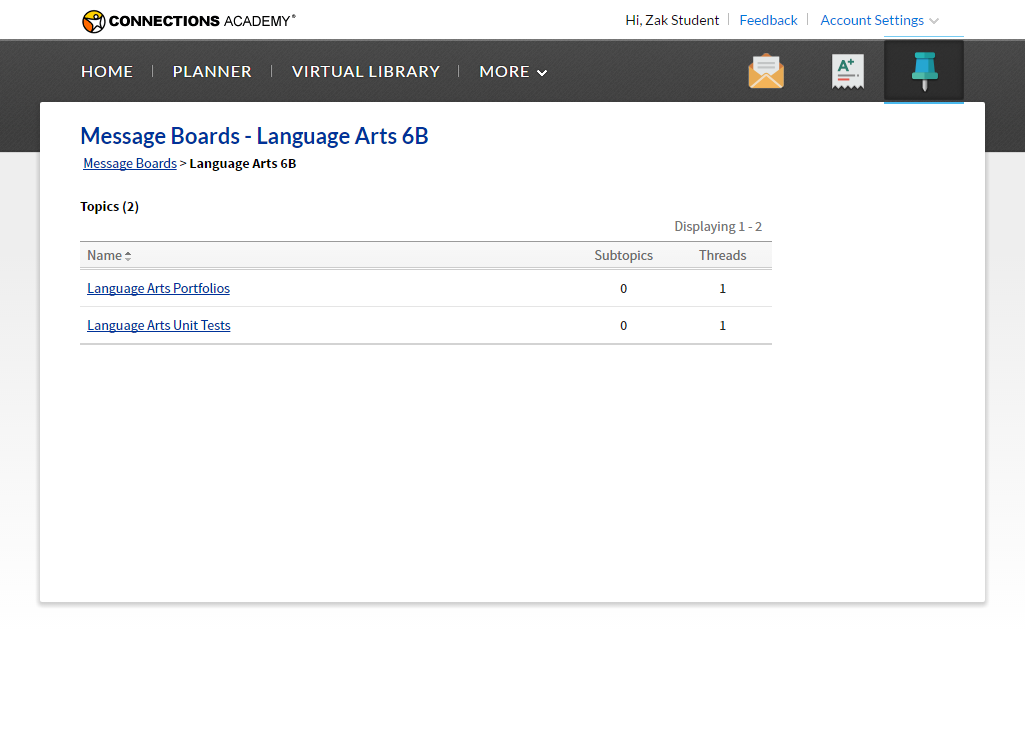 CONNECTIONS ACADEMY®
Hi, Zak Student | Feedback | Account Settings
HOME | PLANNER | VIRTUAL LIBRARY | MORE
A+
Message Boards - Language Arts 6B
Message Boards > Language Arts 6B
Topics (2)
Displaying 1 - 2
Name Subtopics Threads
Language Arts Portfolios 0 1
Language Arts Unit Tests 0 1